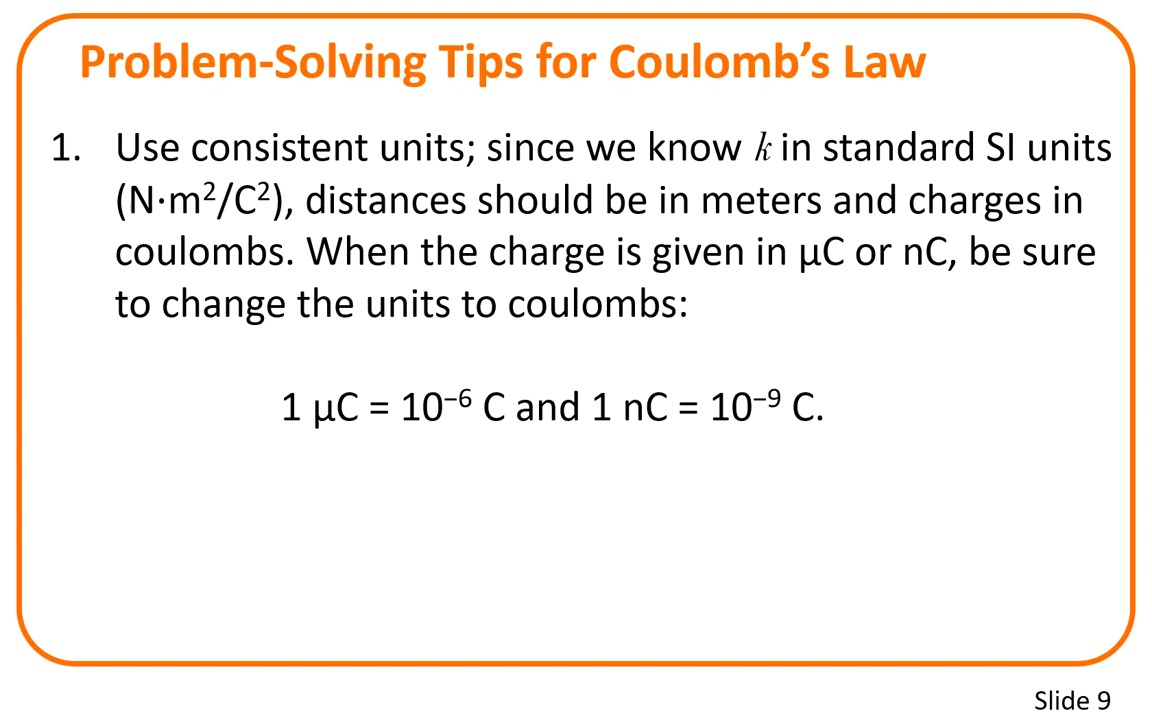 Problem-Solving Tips for Coulomb’s Law
1. Use consistent units; since we know k in standard SI units
(N·m²/C²), distances should be in meters and charges in
coulombs. When the charge is given in μC or nC, be sure
to change the units to coulombs:
1 μC = 10⁻⁶ C and 1 nC = 10⁻⁹ C.
Slide 9